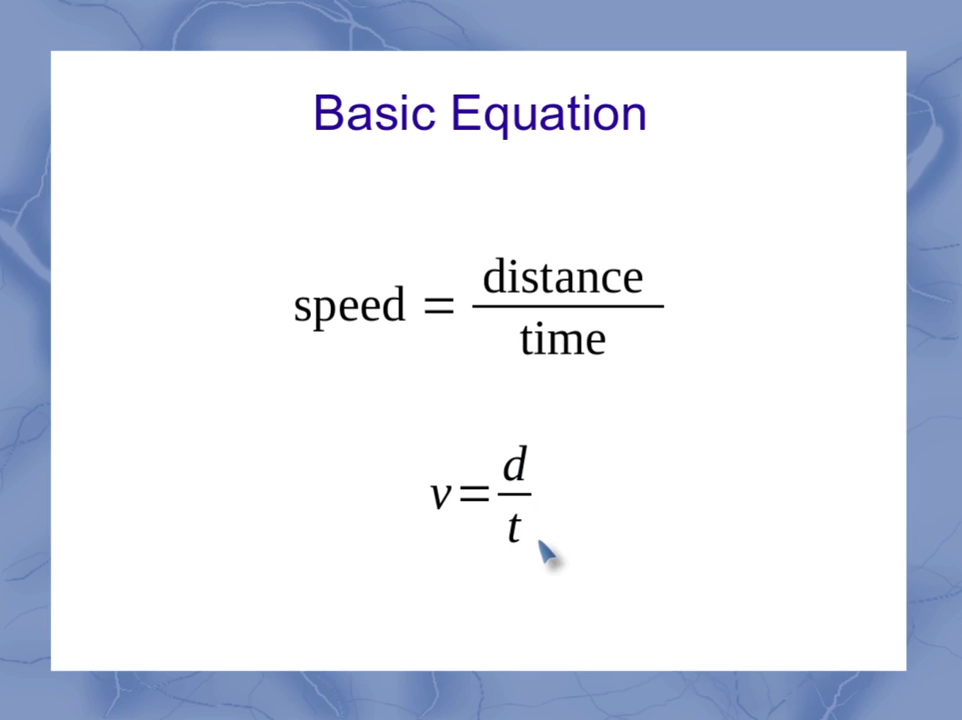 Basic Equation
speed = distance
time
v = d
t